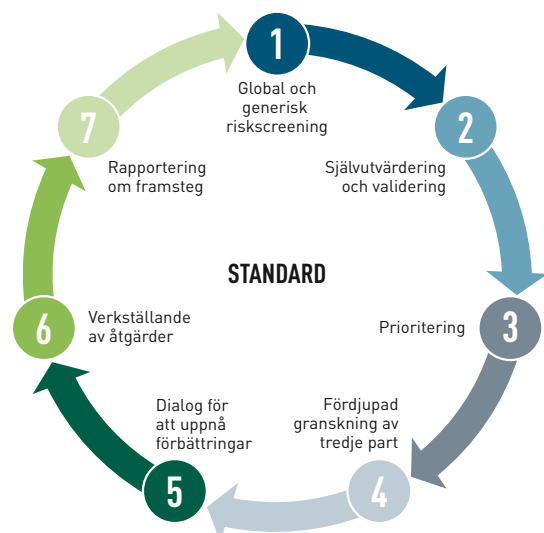 1
Global och
generisk
riskscreening
2
Självutvärdering
och validering
3
Prioritering
4
Fördjupad
granskning av
tredje part
5
Dialog för
att uppnå
förbättringar
6
Verkställande
av åtgärder
7
Rapportering
om framsteg
STANDARD